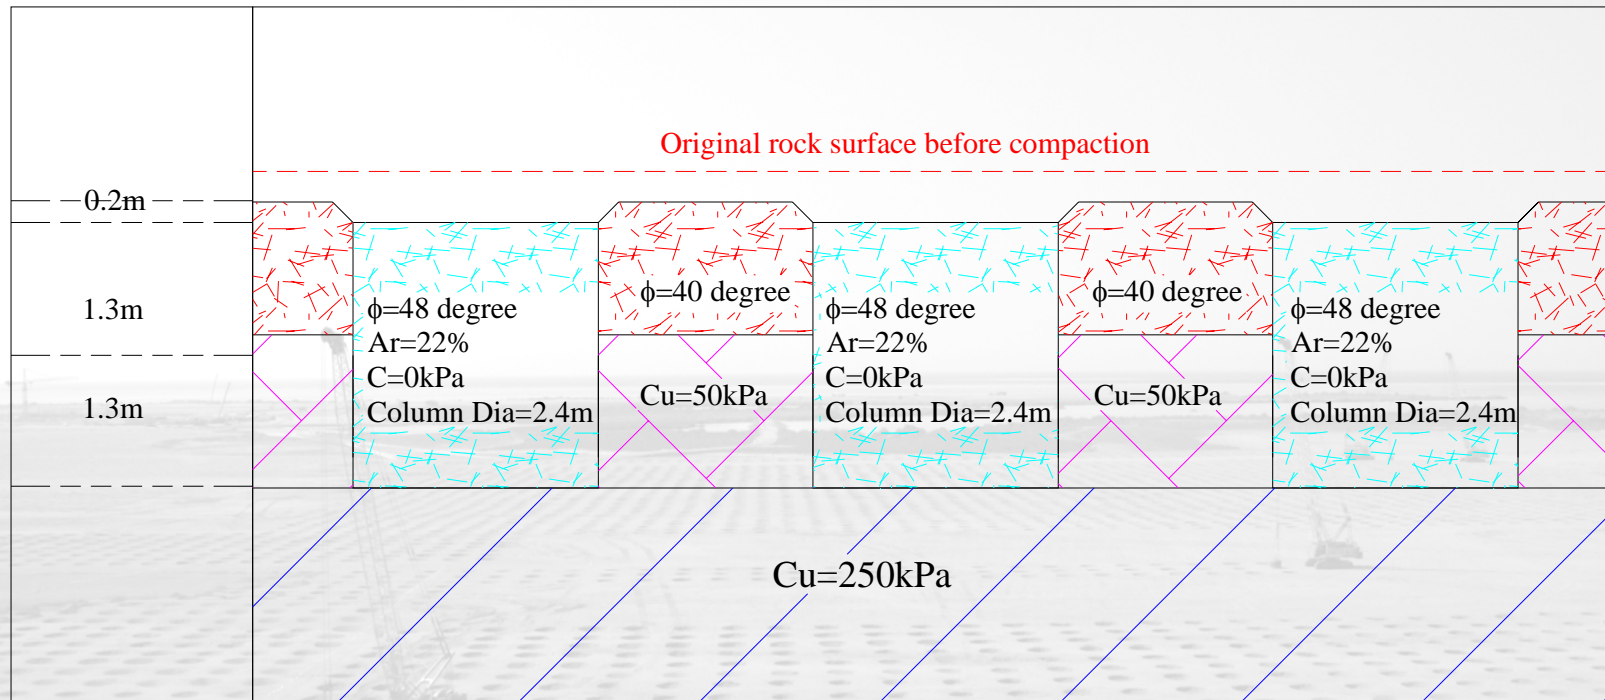 Original rock surface before compaction
0.2m
1.3m
1.3m
ϕ=48 degree
Ar=22%
C=0kPa
Column Dia=2.4m
ϕ=40 degree
Cu=50kPa
ϕ=48 degree
Ar=22%
C=0kPa
Column Dia=2.4m
ϕ=40 degree
Cu=50kPa
ϕ=48 degree
Ar=22%
C=0kPa
Column Dia=2.4m
Cu=250kPa